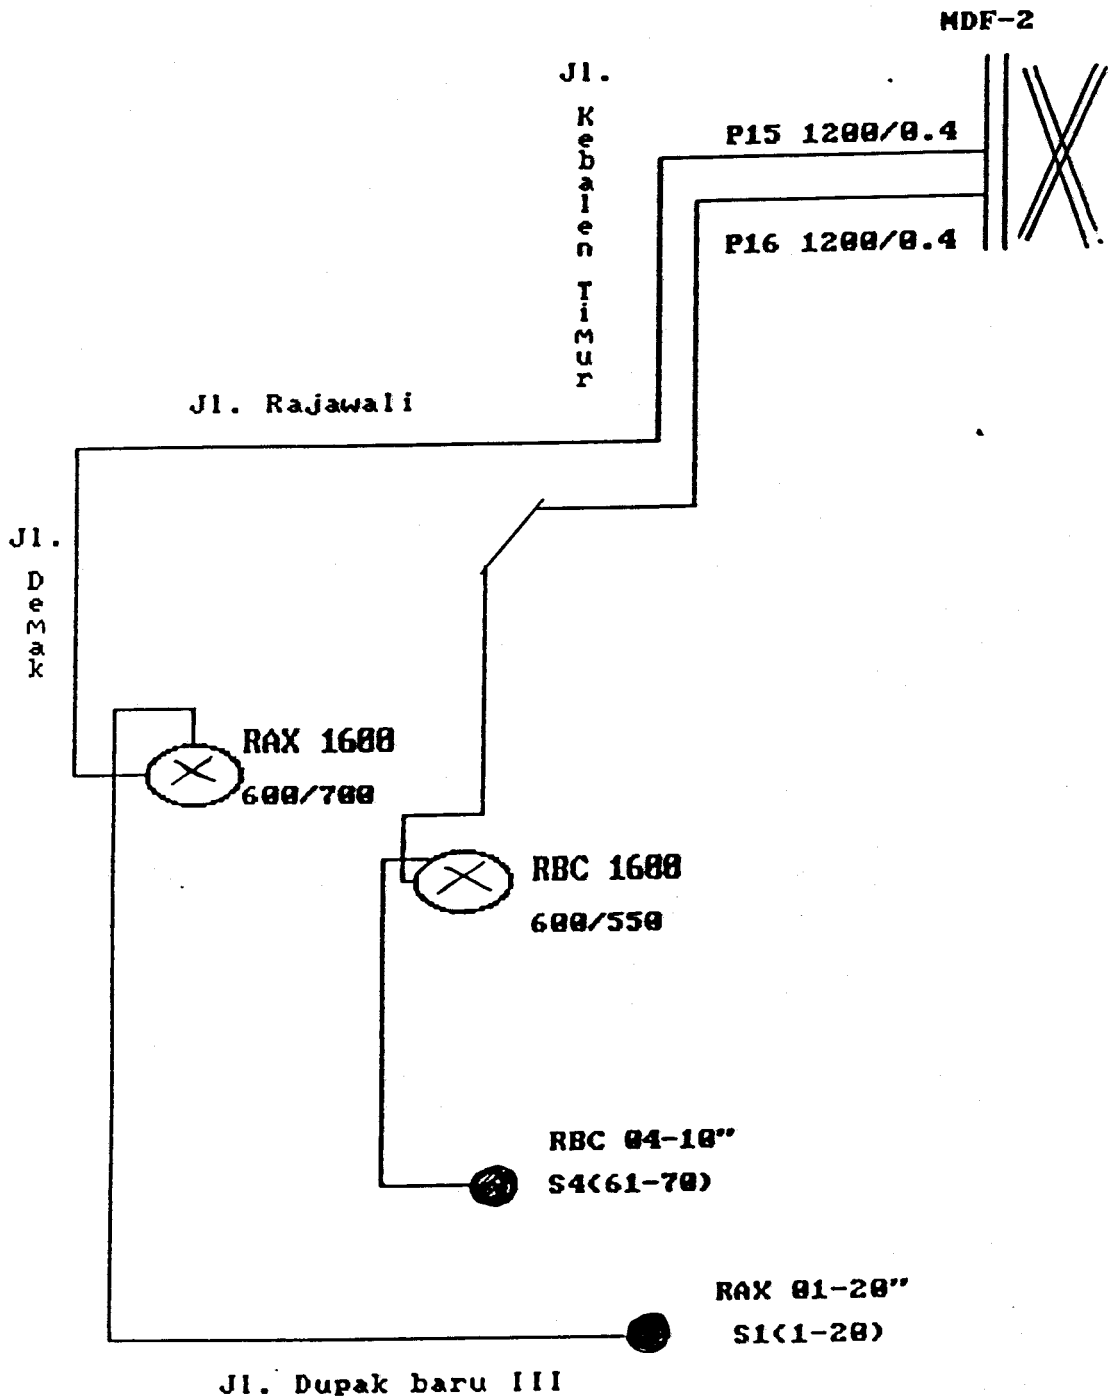 MDF-2
Jl.
Kebalen Timur
P15 1200/0.4
P16 1200/0.4
Jl. Rajawali
Jl.
Demak
RAX 1600
600/700
RBC 1600
600/550
RBC 04-10"
S4(61-70)
RAX 01-20"
S1(1-20)
Jl. Dupak baru III